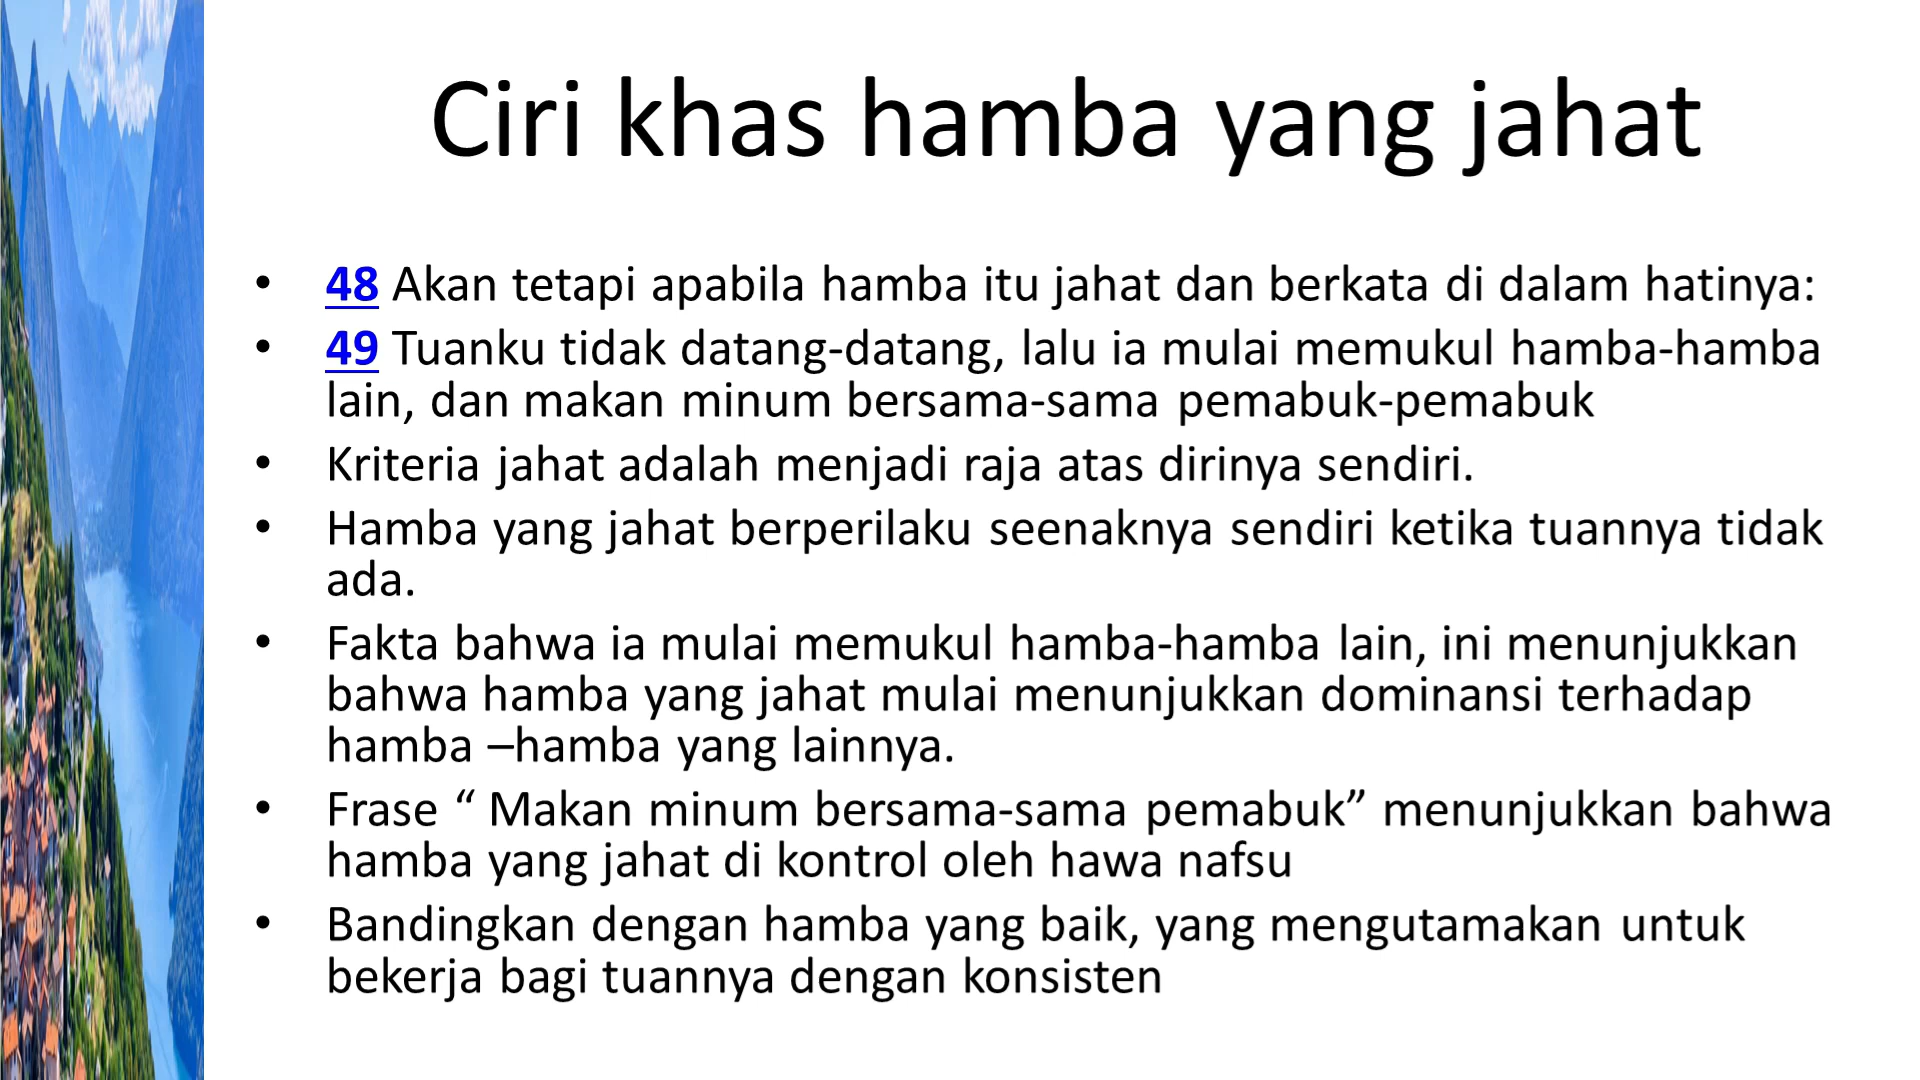 Ciri khas hamba yang jahat
• 48 Akan tetapi apabila hamba itu jahat dan berkata di dalam hatinya:
• 49 Tuanku tidak datang-datang, lalu ia mulai memukul hamba-hamba
lain, dan makan minum bersama-sama pemabuk-pemabuk
• Kriteria jahat adalah menjadi raja atas dirinya sendiri.
• Hamba yang jahat berperilaku seenaknya sendiri ketika tuannya tidak
ada.
• Fakta bahwa ia mulai memukul hamba-hamba lain, ini menunjukkan
bahwa hamba yang jahat mulai menunjukkan dominansi terhadap
hamba –hamba yang lainnya.
• Frase “ Makan minum bersama-sama pemabuk” menunjukkan bahwa
hamba yang jahat di kontrol oleh hawa nafsu
• Bandingkan dengan hamba yang baik, yang mengutamakan untuk
bekerja bagi tuannya dengan konsisten